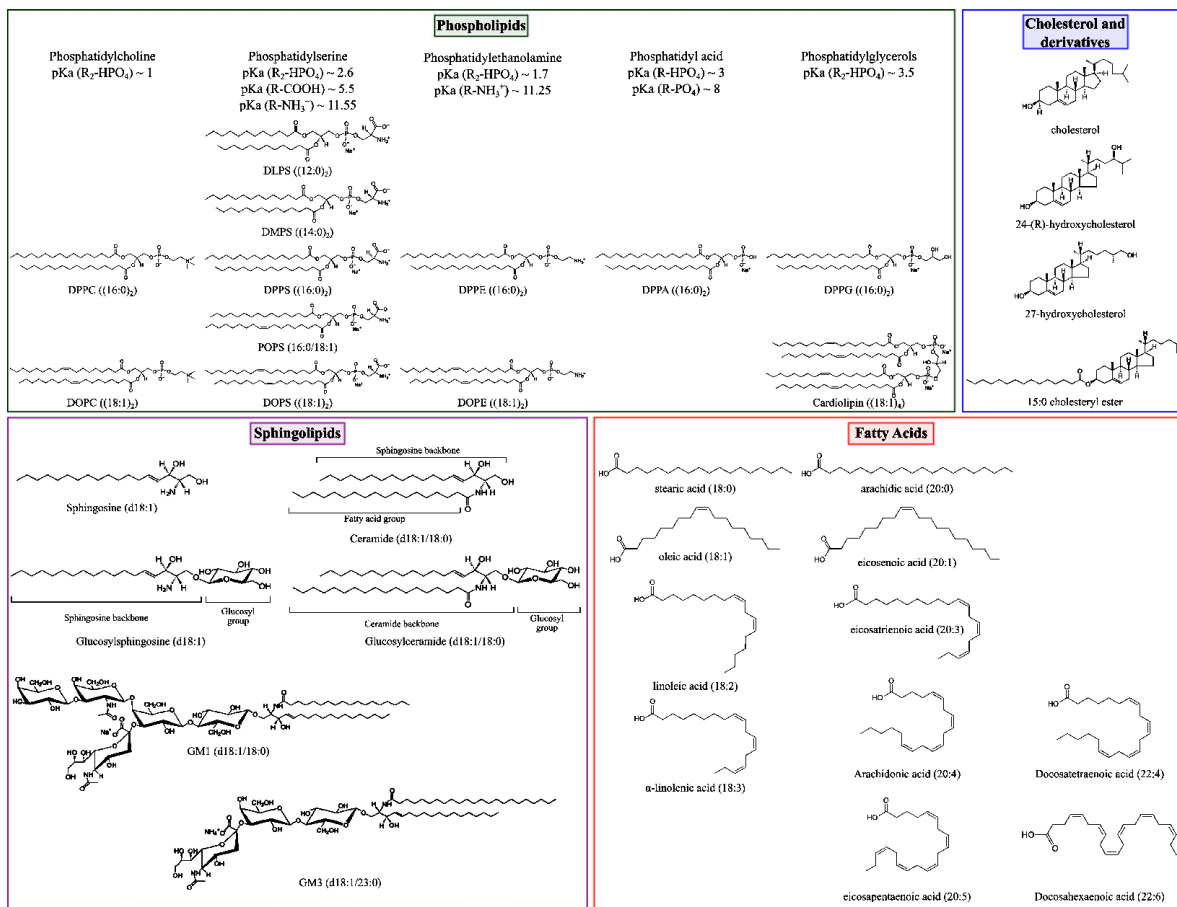 Phospholipids
Phosphatidylcholine
pKa (R₂-HPO₄) ~ 1
Phosphatidylserine
pKa (R₂-HPO₄) ~ 2.6
pKa (R-COOH) ~ 5.5
pKa (R-NH₃⁻) ~ 11.55
Phosphatidylethanolamine
pKa (R₂-HPO₄) ~ 1.7
pKa (R-NH₃⁺) ~ 11.25
Phosphatidyl acid
pKa (R-HPO₄) ~ 3
pKa (R-PO₄) ~ 8
Phosphatidylglycerols
pKa (R₂-HPO₄) ~ 3.5
DLPS ((12:0)₂)
DMPS ((14:0)₂)
DPPC ((16:0)₂)
DPPS ((16:0)₂)
DPPE ((16:0)₂)
DPPA ((16:0)₂)
DPPG ((16:0)₂)
POPS (16:0/18:1)
DOPC ((18:1)₂)
DOPS ((18:1)₂)
DOPE ((18:1)₂)
Cardiolipin ((18:1)₄)
Cholesterol and
derivatives
cholesterol
24-(R)-hydroxycholesterol
27-hydroxycholesterol
15:0 cholesteryl ester
Sphingolipids
Sphingosine (d18:1)
Sphingosine backbone
Fatty acid group
Ceramide (d18:1/18:0)
Sphingosine backbone
Glucosyl
group
Glucosylsphingosine (d18:1)
Ceramide backbone
Glucosyl
group
Glucosylceramide (d18:1/18:0)
GM1 (d18:1/18:0)
GM3 (d18:1/23:0)
Fatty Acids
stearic acid (18:0)
arachidic acid (20:0)
oleic acid (18:1)
eicosenoic acid (20:1)
linoleic acid (18:2)
eicosatrienoic acid (20:3)
α-linolenic acid (18:3)
Arachidonic acid (20:4)
Docosatetraenoic acid (22:4)
eicosapentaenoic acid (20:5)
Docosahexaenoic acid (22:6)